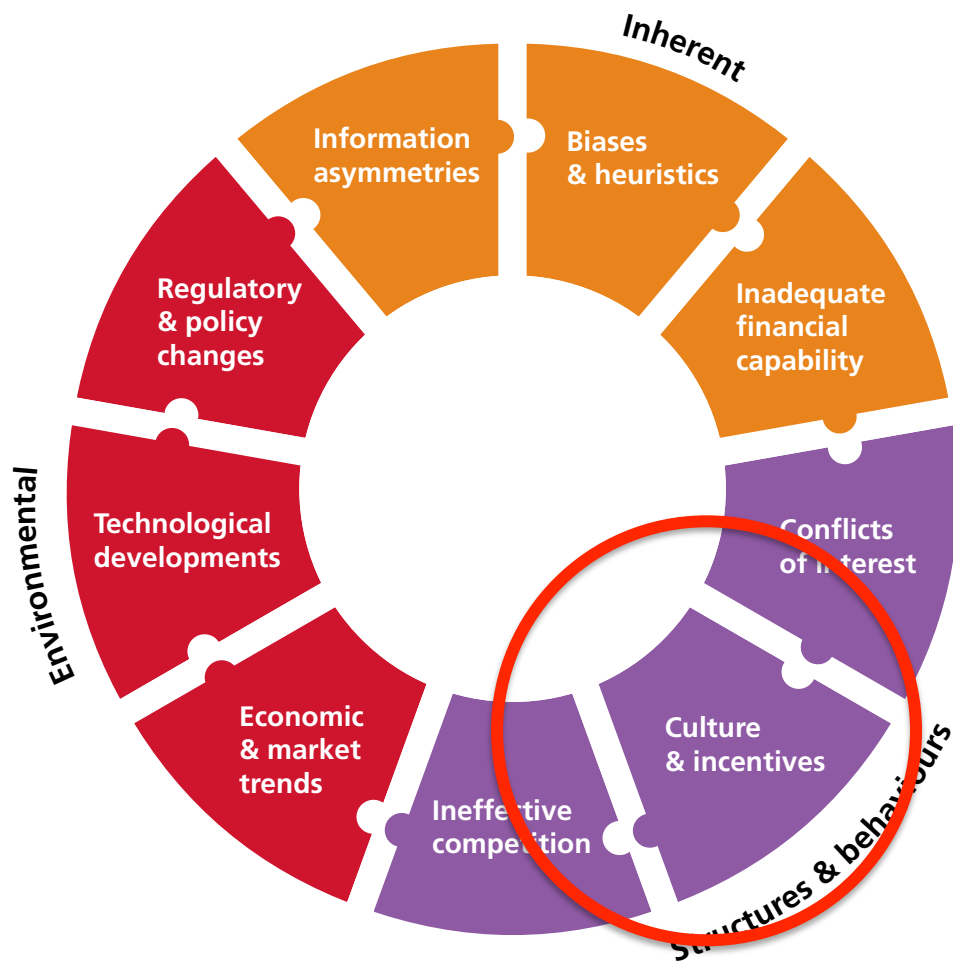 Inherent
Information
asymmetries
Biases
& heuristics
Inadequate
financial
capability
Conflicts
of interest
Culture
& incentives
Structures & behaviours
Ineffective
competition
Economic
& market
trends
Technological
developments
Environmental
Regulatory
& policy
changes